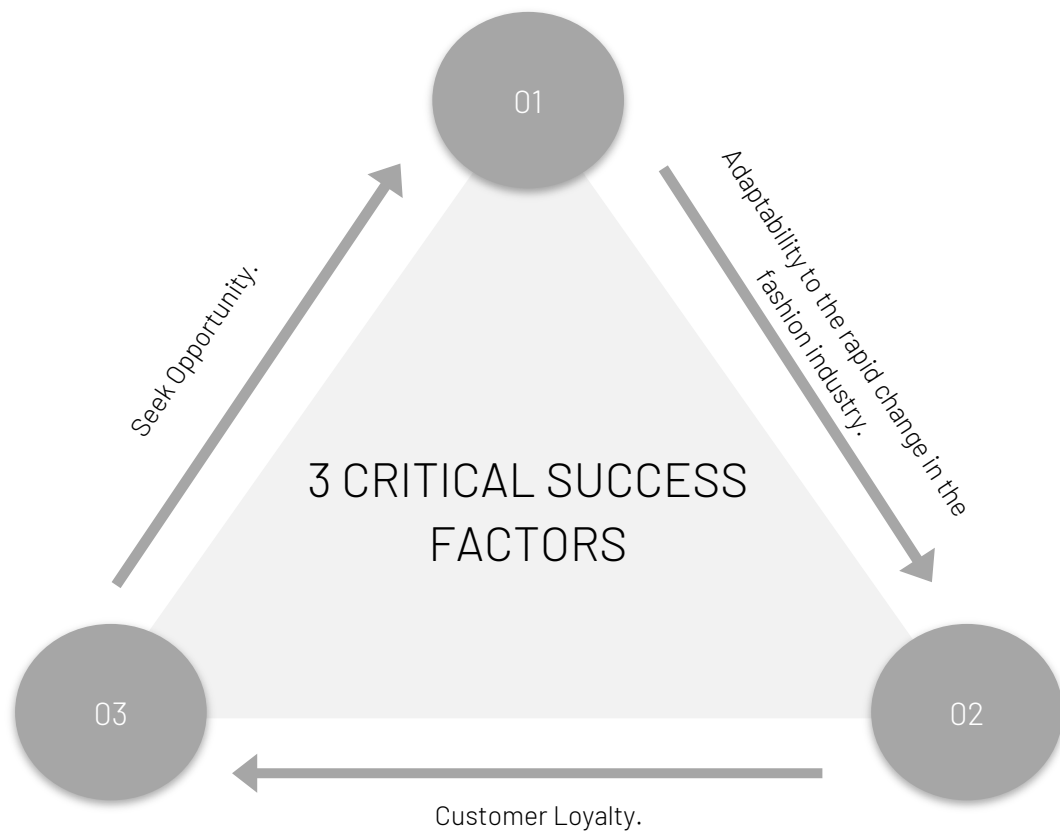 01
Adaptability to the rapid change in the
fashion industry.
Seek Opportunity.
3 CRITICAL SUCCESS
FACTORS
03
02
Customer Loyalty.